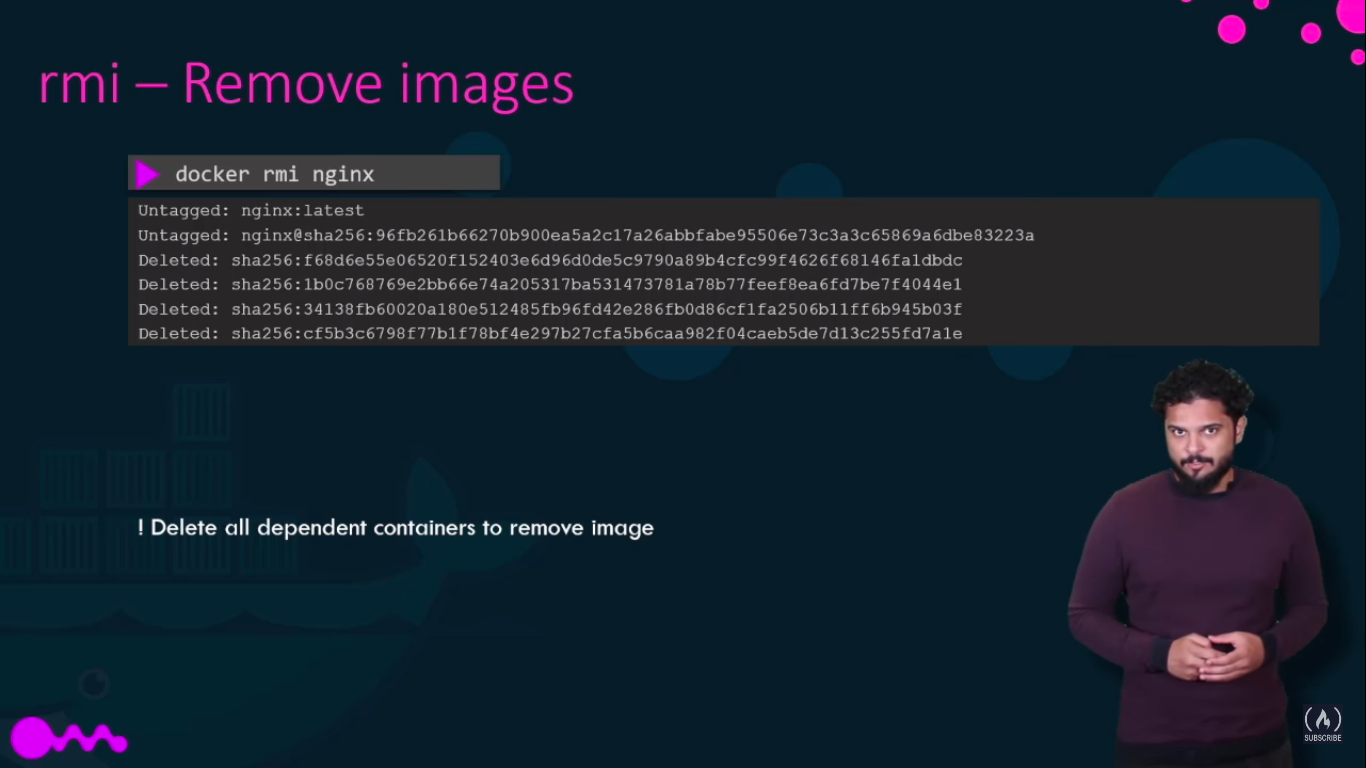 rmi – Remove images
docker rmi nginx
Untagged: nginx:latest
Untagged: nginx@sha256:96fb261b66270b900ea5a2c17a26abbfabe95506e73c3a3c65869a6dbe83223a
Deleted: sha256:f68d6e55e06520f152403e6d96d0de5c9790a89b4cfc99f4626f68146fa1dbdc
Deleted: sha256:1b0c768769e2bb66e74a205317ba531473781a78b77feef8ea6fd7be7f4044e1
Deleted: sha256:34138fb60020a180e512485fb96fd42e286fb0d86cf1fa2506b11ff6b945b03f
Deleted: sha256:cf5b3c6798f77b1f78bf4e297b27cfa5b6caa982f04caeb5de7d13c255fd7a1e
! Delete all dependent containers to remove image
SUBSCRIBE